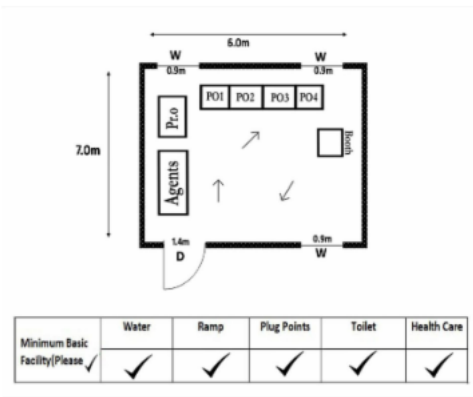 6.0m
W
W
0.9m
0.9m
PO1 PO2 PO3 PO4
Pr.o
7.0m
Booth
Agents
1.4m
0.9m
D
W
Water Ramp Plug Points Toilet Health Care
Minimum Basic
Facility(Please ✓ ✓ ✓ ✓ ✓ ✓